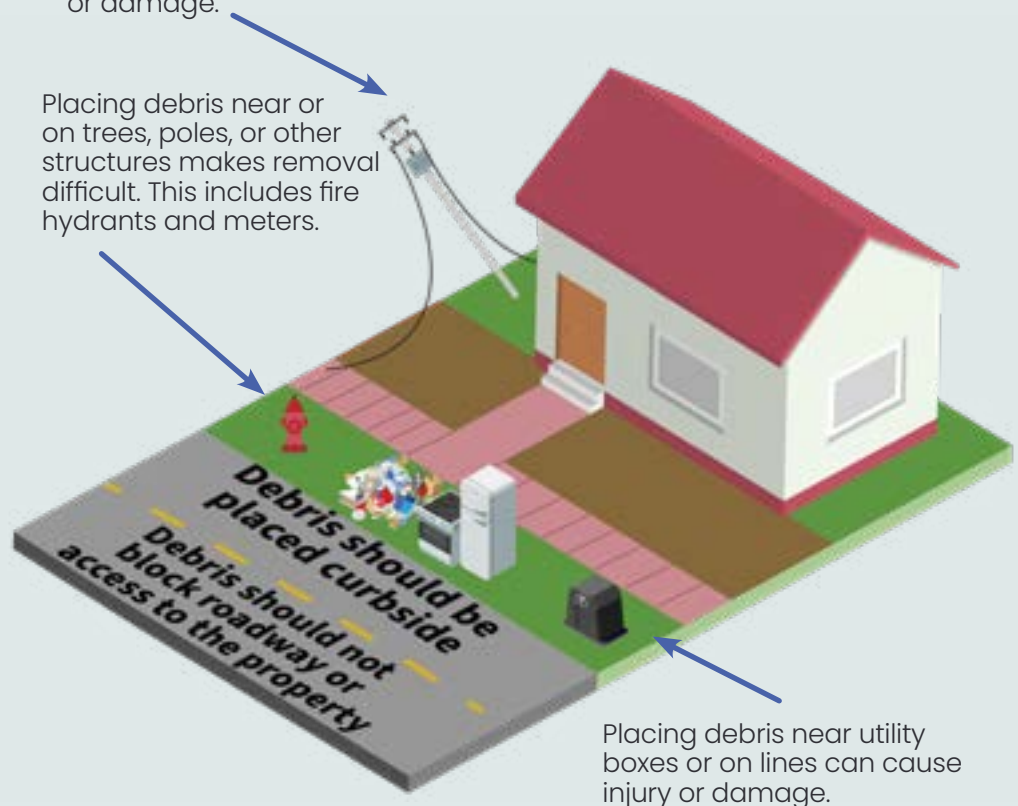 or damage.
Placing debris near or
on trees, poles, or other
structures makes removal
difficult. This includes fire
hydrants and meters.
Debris should be
placed curbside
Debris should not
block roadway or
access to the property
Placing debris near utility
boxes or on lines can cause
injury or damage.